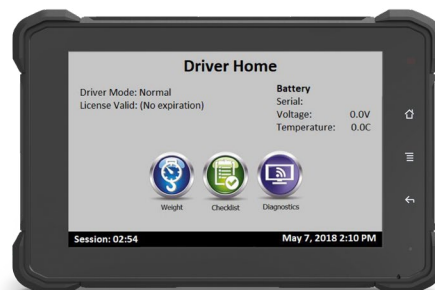 Driver Home
Driver Mode: Normal
License Valid: (No expiration)
Battery
Serial:
Voltage: 0.0V
Temperature: 0.0C
Weight
Checklist
Diagnostics
Session: 02:54
May 7, 2018 2:10 PM